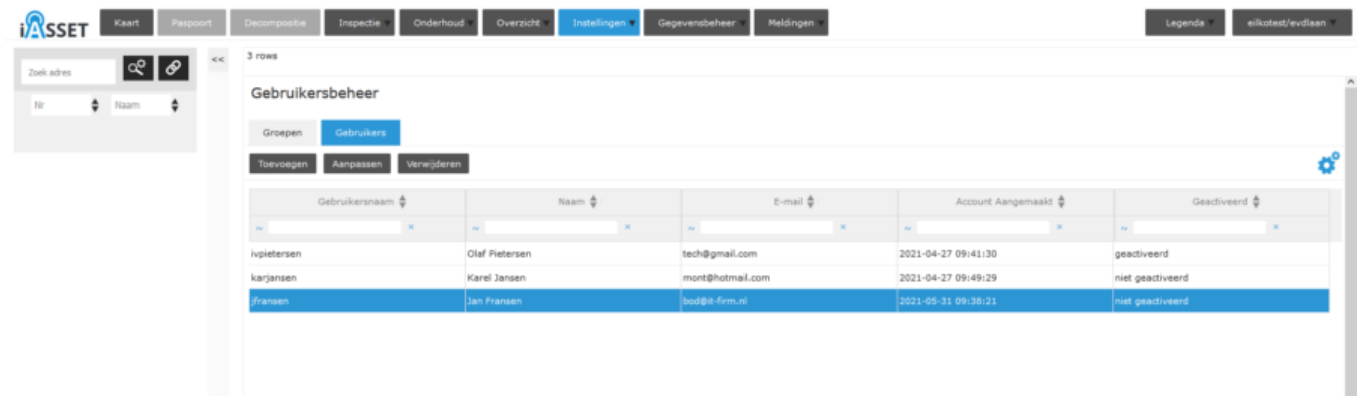 iASSET Kaart Paspoort Decompositie Inspectie Onderhoud Overzicht Instellingen Gegevensbeheer Meldingen Legenda eilkotest/evdlaan
Zoek adres
Nr Naam
<<
3 rows
Gebruikersbeheer
Groepen Gebruikers
Toevoegen Aanpassen Verwijderen
Gebruikersnaam Naam E-mail Account Aangemaakt Geactiveerd
~ × ~ × ~ × ~ × ~ ×
ivpietersen Olaf Pietersen tech@gmail.com 2021-04-27 09:41:30 geactiveerd
karjansen Karel Jansen mont@hotmail.com 2021-04-27 09:49:29 niet geactiveerd
jfransen Jan Fransen bod@it-firm.nl 2021-05-31 09:38:21 niet geactiveerd